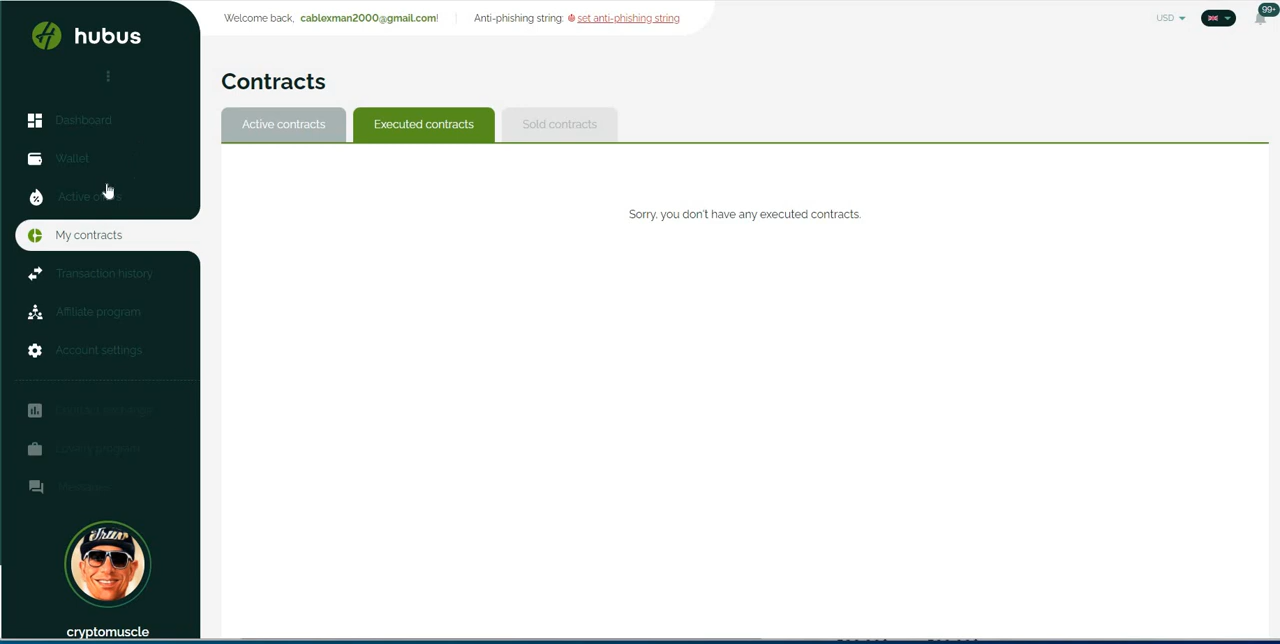 Welcome back, cablexman2000@gmail.com! Anti-phishing string: set anti-phishing string USD 99+
hubus
Contracts
Dashboard
Active contracts Executed contracts Sold contracts
Wallet
Active
Sorry, you don't have any executed contracts.
My contracts
Transaction history
Affiliate program
Account settings
cryptomuscle